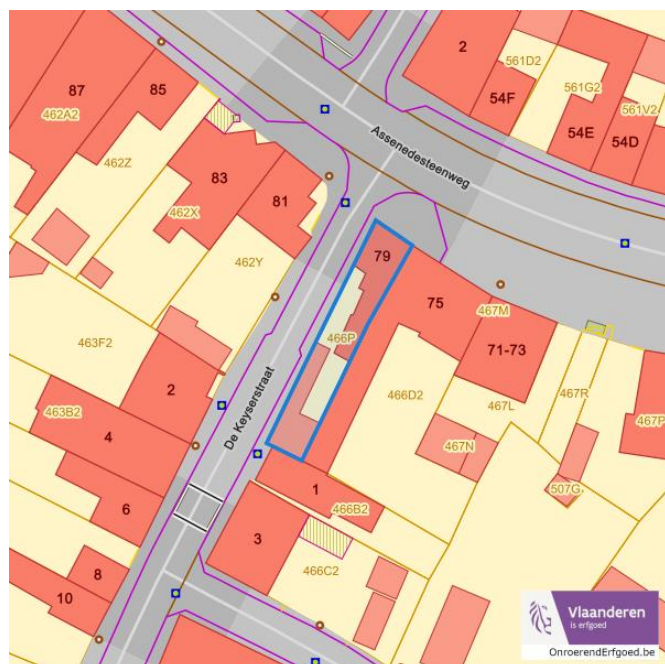 2
561D2
87
85
54F
561G2
561V2
462A2
Assenedesteenweg
54E
54D
462Z
83
462X
81
79
462Y
75
467M
466P
71-73
463F2
2
De Keyserstraat
466D2
467L
467R
463B2
4
467N
467P
6
1
466B2
507G
3
8
466C2
10
Vlaanderen
is erfgoed
OnroerendErfgoed.be